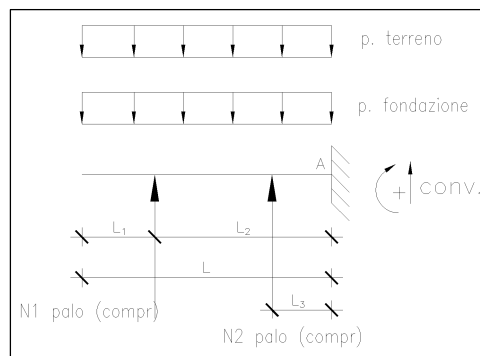 p. terreno
p. fondazione
A
+ conv.
L₁
L₂
L
L₃
N1 palo (compr)
N2 palo (compr)